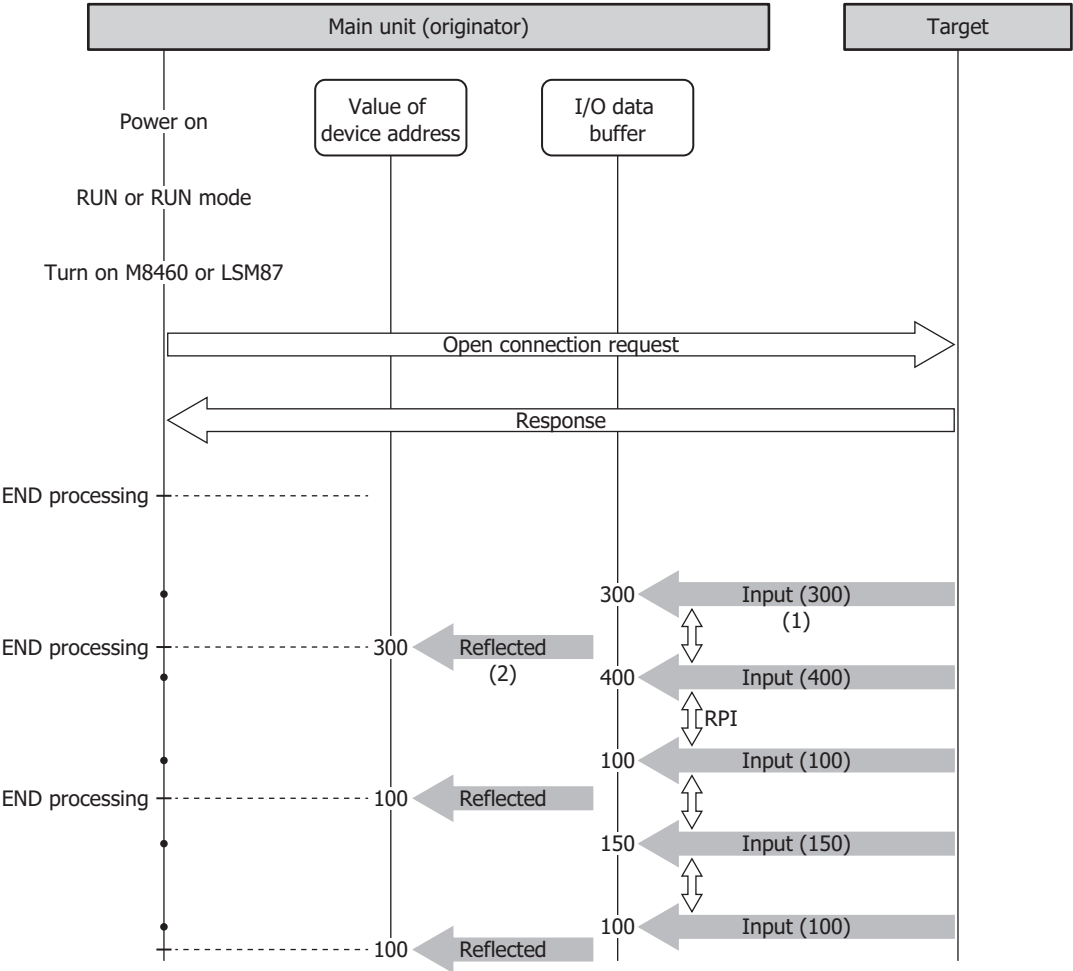 Main unit (originator)
Target
Value of
device address
I/O data
buffer
Power on
RUN or RUN mode
Turn on M8460 or LSM87
Open connection request
Response
END processing
300
Input (300)
(1)
END processing
300
Reflected
(2)
400
Input (400)
RPI
100
Input (100)
END processing
100
Reflected
150
Input (150)
100
Input (100)
100
Reflected